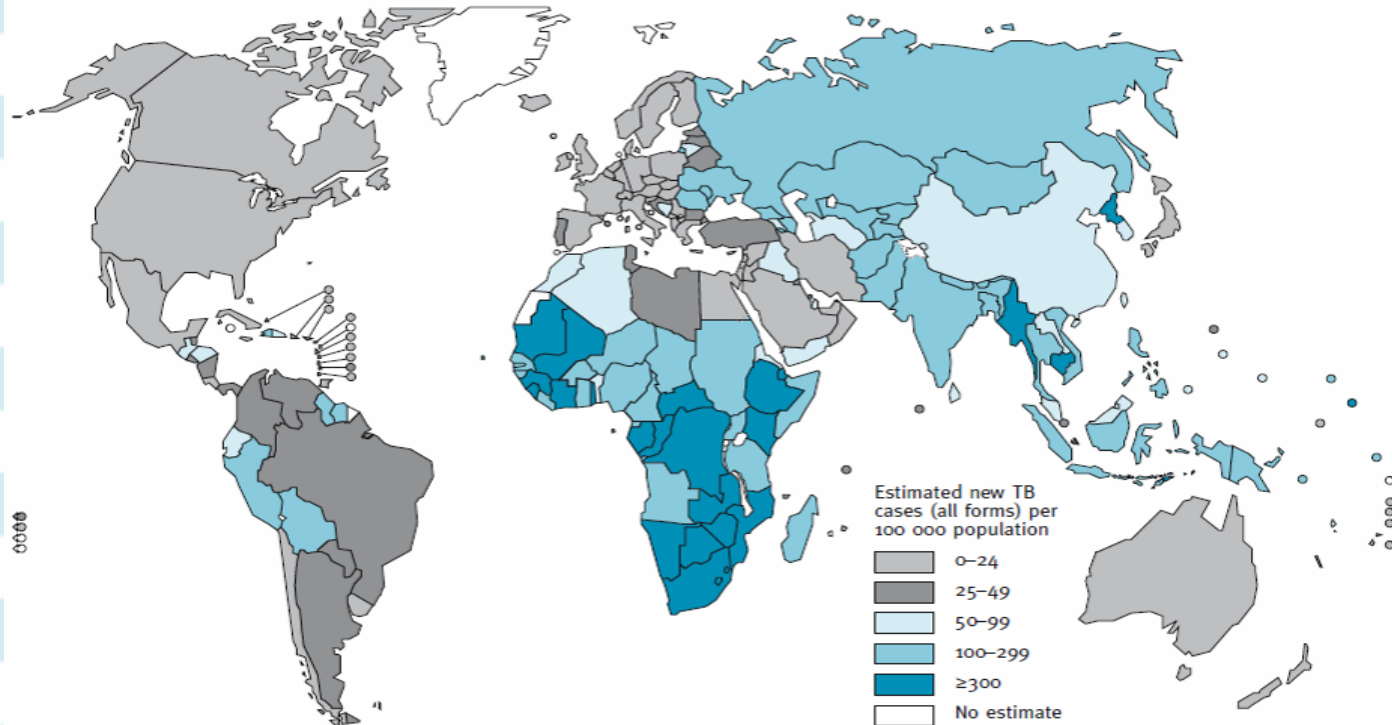 Estimated new TB
cases (all forms) per
100 000 population
0–24
25–49
50–99
100–299
≥300
No estimate